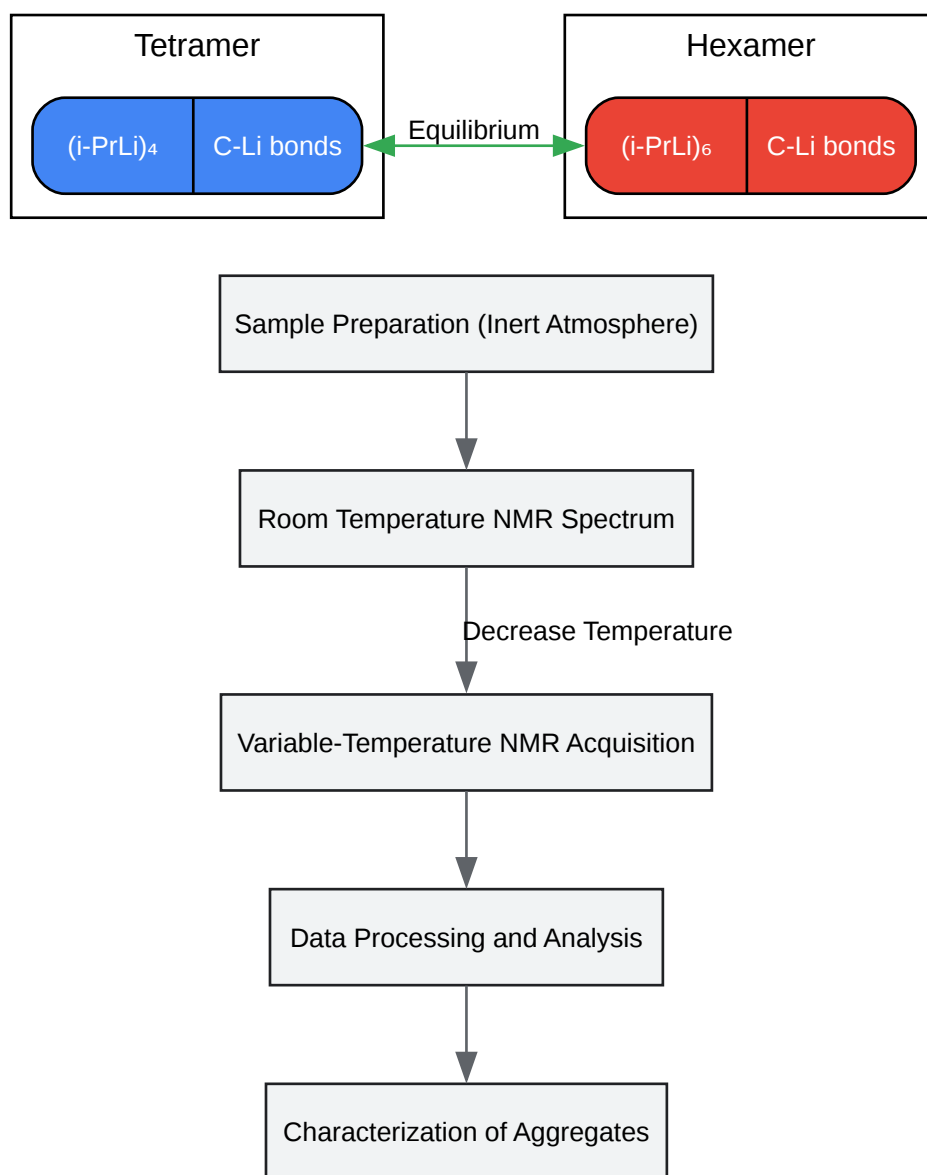 Tetramer
Hexamer
(i-PrLi)₄
C-Li bonds
Equilibrium
(i-PrLi)₆
C-Li bonds
Sample Preparation (Inert Atmosphere)
Room Temperature NMR Spectrum
Decrease Temperature
Variable-Temperature NMR Acquisition
Data Processing and Analysis
Characterization of Aggregates